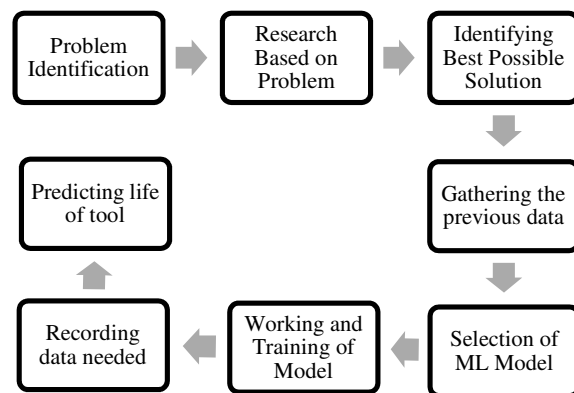 Problem
Identification
Research
Based on
Problem
Identifying
Best Possible
Solution
Gathering the
previous data
Selection of
ML Model
Working and
Training of
Model
Recording
data needed
Predicting life
of tool